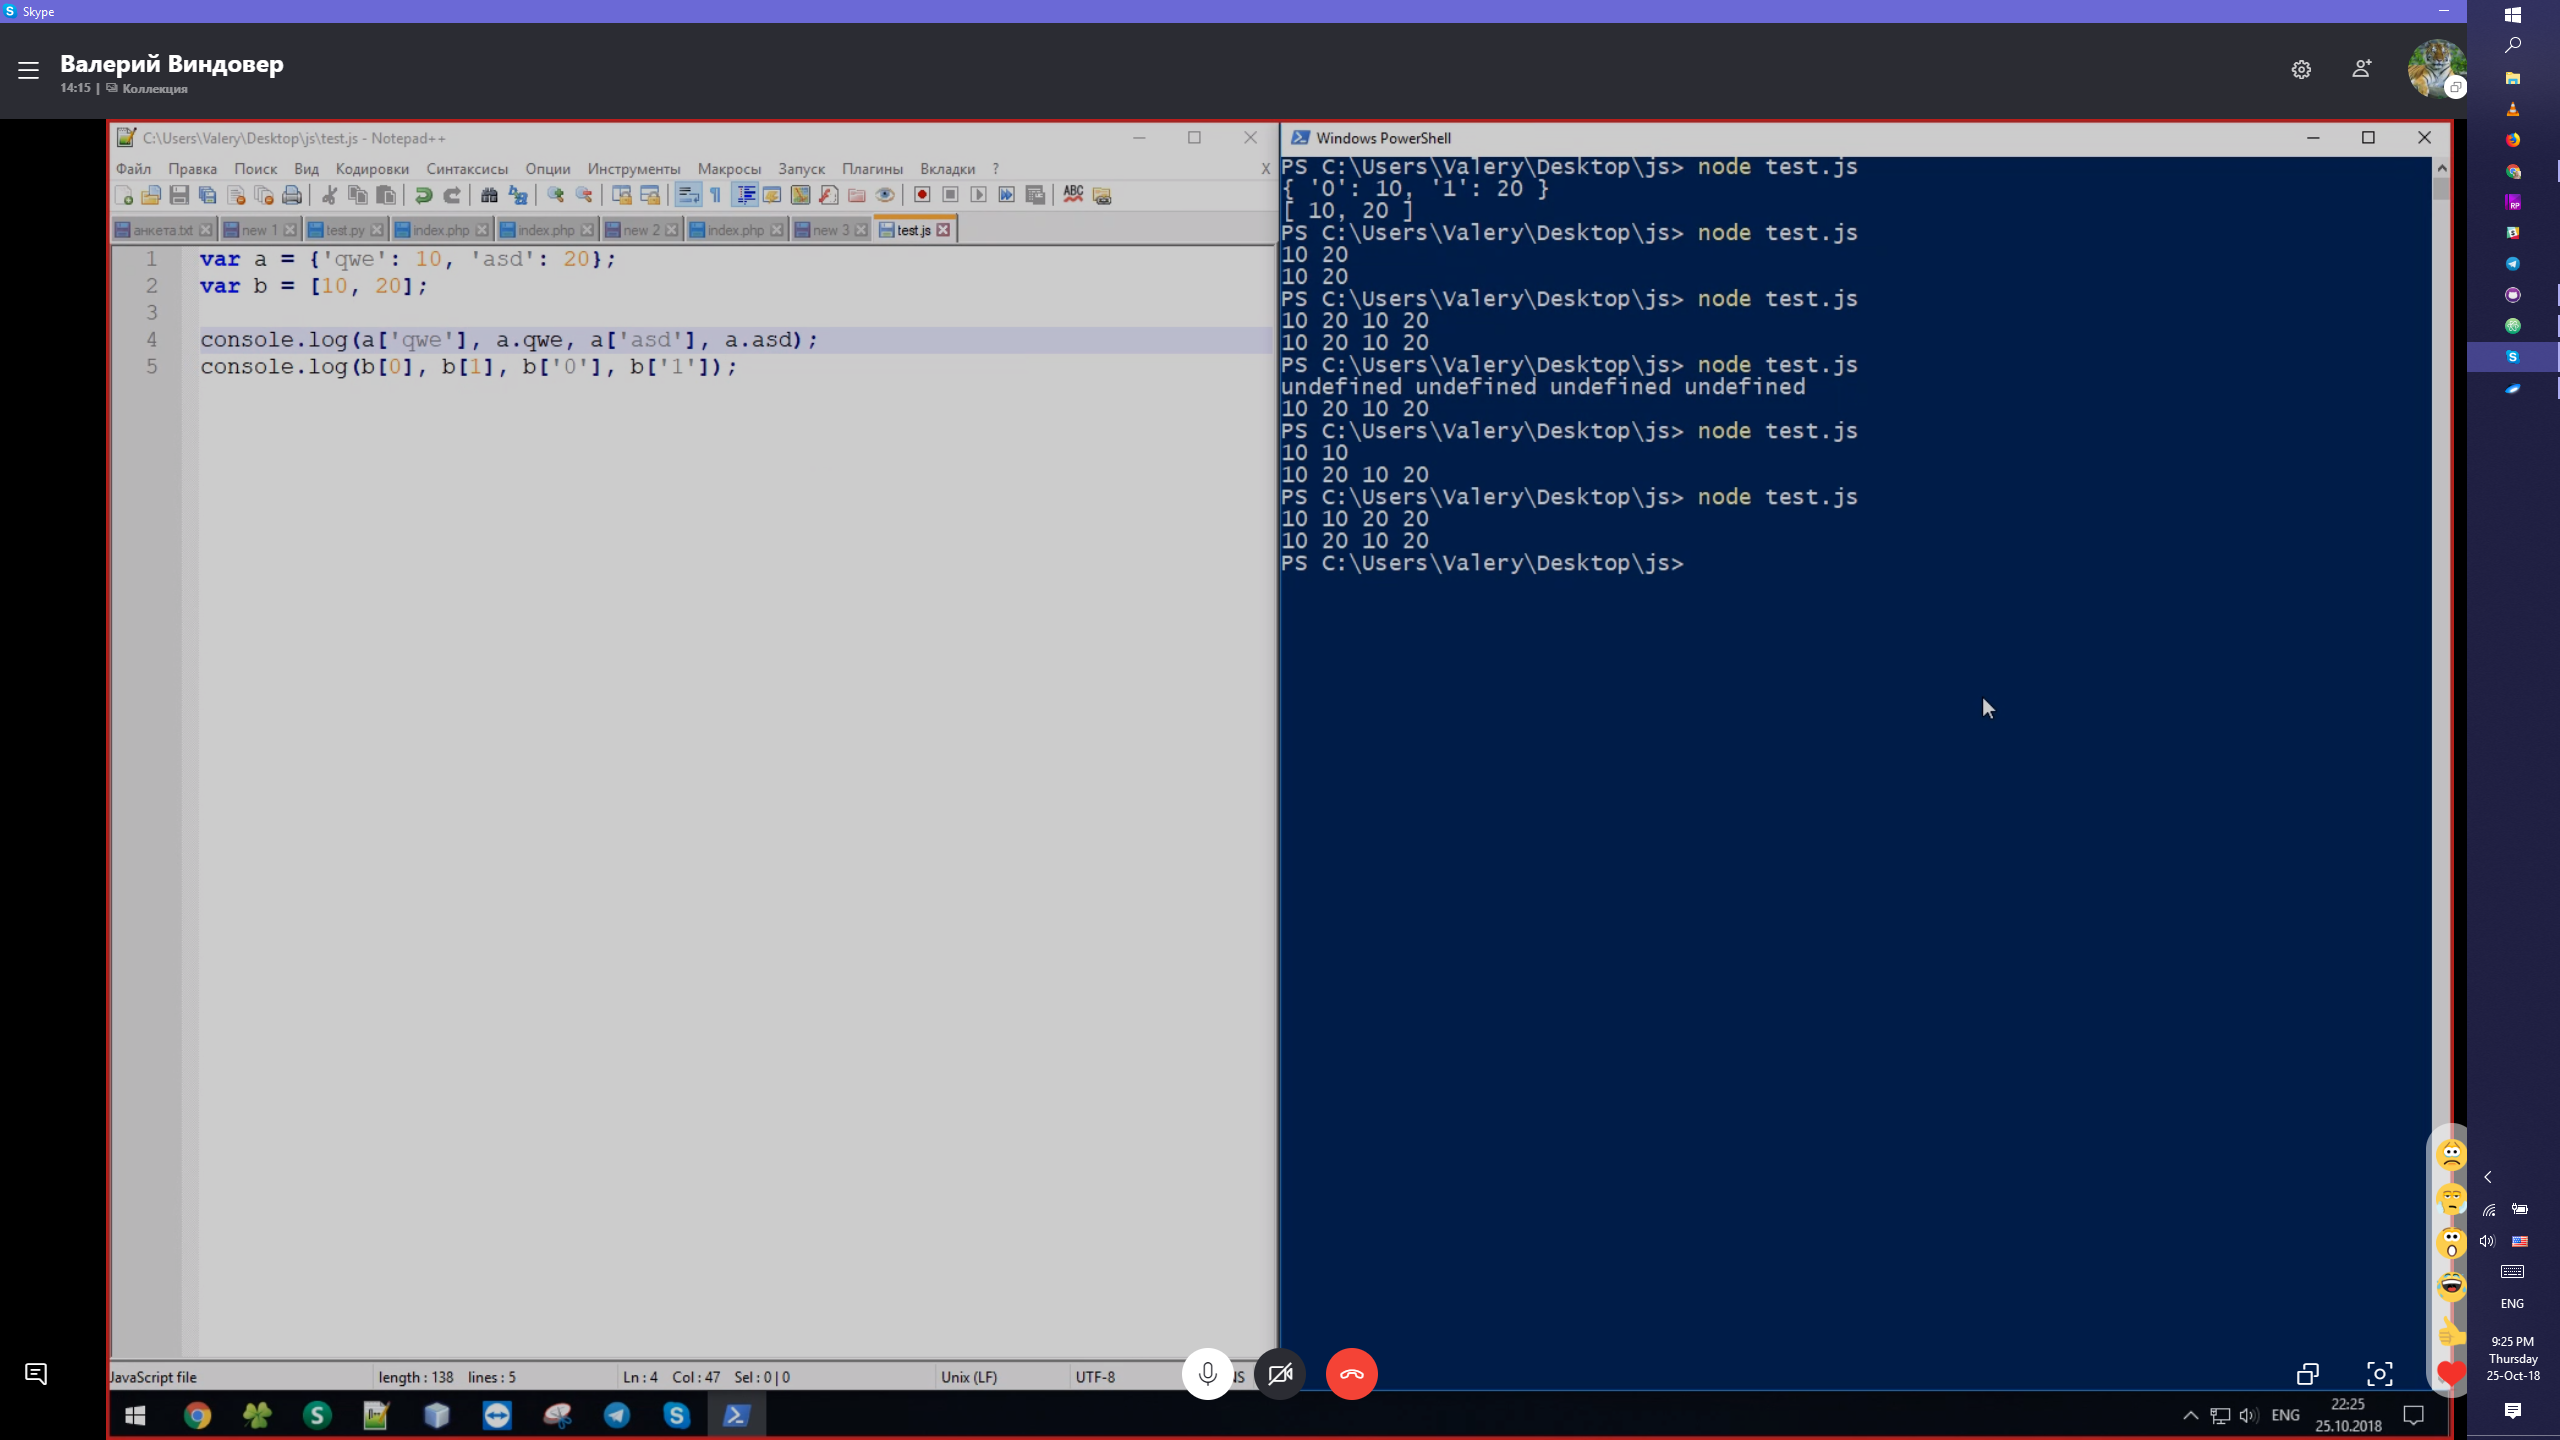 Skype
Валерий Виндовер
14:15 | Коллекция
C:\Users\Valery\Desktop\js\test.js - Notepad++
Файл Правка Поиск Вид Кодировки Синтаксисы Опции Инструменты Макросы Запуск Плагины Вкладки ? X
анкета.txt new 1 test.py index.php index.php new 2 index.php new 3 test.js
1 var a = {'qwe': 10, 'asd': 20};
2 var b = [10, 20];
3
4 console.log(a['qwe'], a.qwe, a['asd'], a.asd);
5 console.log(b[0], b[1], b['0'], b['1']);
JavaScript file length : 138 lines : 5 Ln : 4 Col : 47 Sel : 0 | 0 Unix (LF) UTF-8
Windows PowerShell
PS C:\Users\Valery\Desktop\js> node test.js
{ '0': 10, '1': 20 }
[ 10, 20 ]
PS C:\Users\Valery\Desktop\js> node test.js
10 20
10 20
PS C:\Users\Valery\Desktop\js> node test.js
10 20 10 20
10 20 10 20
PS C:\Users\Valery\Desktop\js> node test.js
undefined undefined undefined undefined
10 20 10 20
PS C:\Users\Valery\Desktop\js> node test.js
10 10
10 20 10 20
PS C:\Users\Valery\Desktop\js> node test.js
10 10 20 20
10 20 10 20
PS C:\Users\Valery\Desktop\js>
ENG
22:25
25.10.2018
ENG
9:25 PM
Thursday
25-Oct-18